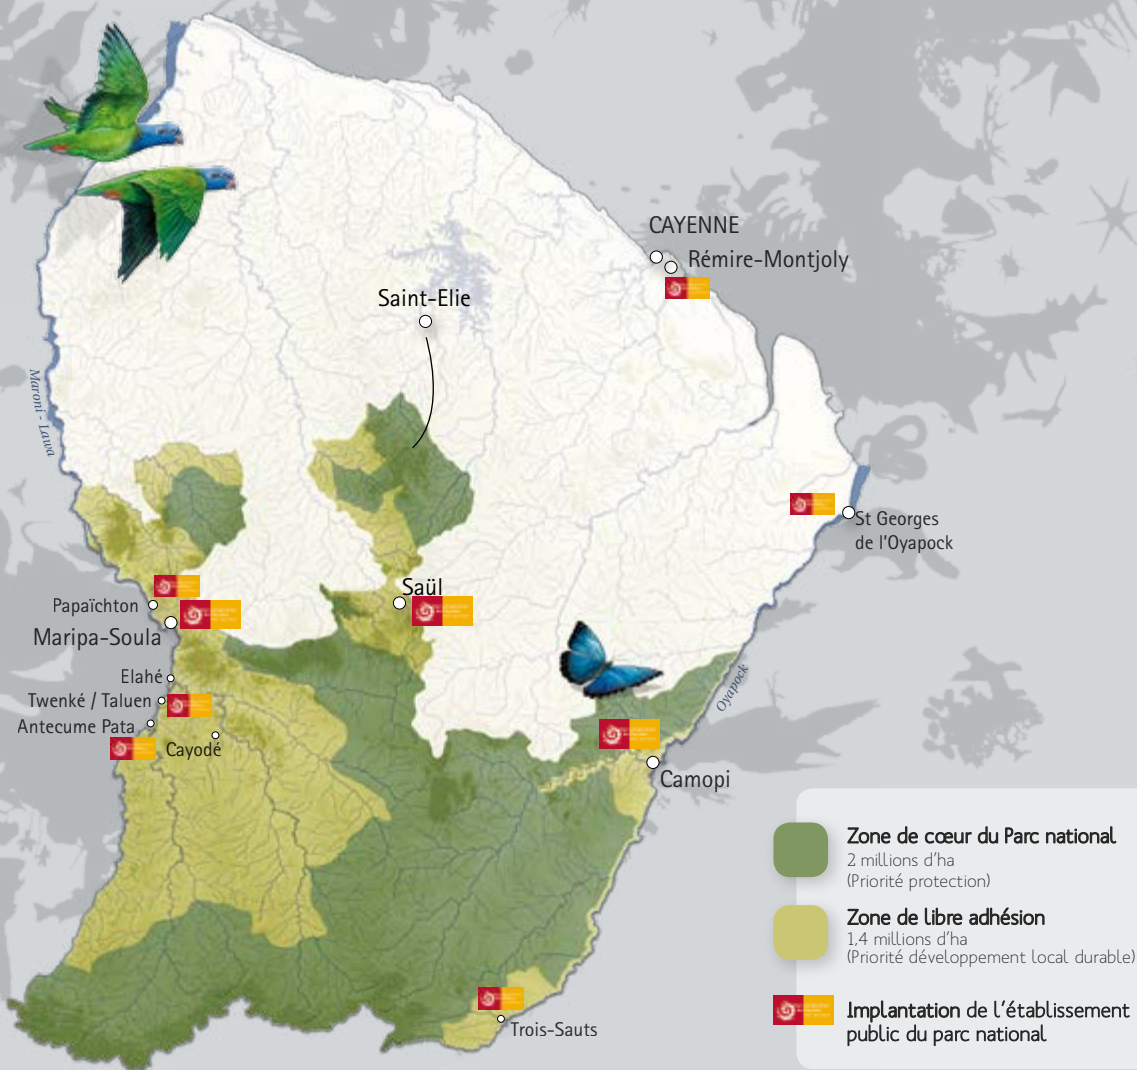 CAYENNE
Rémire-Montjoly
Saint-Elie
Maroni - Lawa
St Georges
de l'Oyapock
Papaïchton
Maripa-Soula
Saül
Elahé
Twenké / Taluen
Antecume Pata
Cayodé
Oyapock
Camopi
Trois-Sauts
Zone de cœur du Parc national
2 millions d'ha
(Priorité protection)
Zone de libre adhésion
1,4 millions d'ha
(Priorité développement local durable)
Implantation de l'établissement
public du parc national